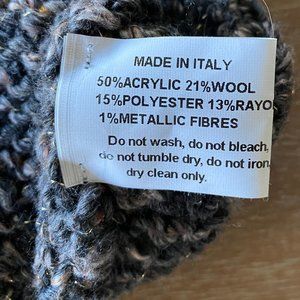 MADE IN ITALY
50%ACRYLIC 21%WOOL
15%POLYESTER 13%RAYO
1%METALLIC FIBRES
Do not wash, do not bleach,
do not tumble dry, do not iron,
dry clean only.